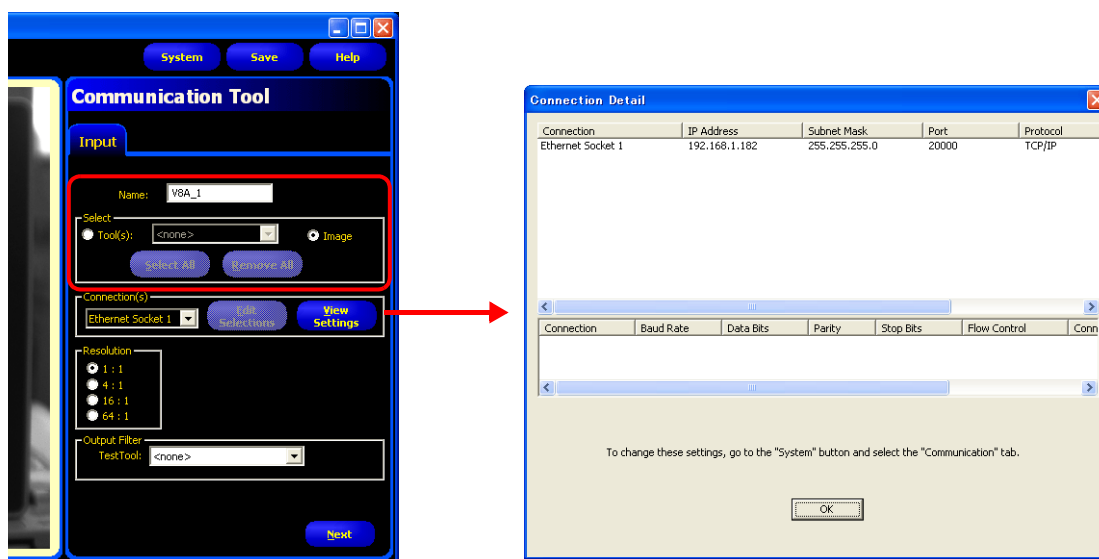 System Save Help
Communication Tool
Input
Name: V8A_1
Select
Tool(s): <none> Image
Select All Remove All
Connection(s)
Ethernet Socket 1 Edit Selections View Settings
Resolution
1 : 1
4 : 1
16 : 1
64 : 1
Output Filter
TestTool: <none>
Next
Connection Detail
Connection IP Address Subnet Mask Port Protocol
Ethernet Socket 1 192.168.1.182 255.255.255.0 20000 TCP/IP
Connection Baud Rate Data Bits Parity Stop Bits Flow Control Conn
To change these settings, go to the "System" button and select the "Communication" tab.
OK